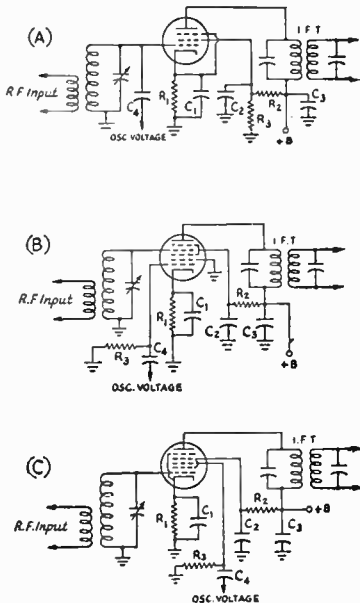 (A)
I F.T
R.F. Input
R1
C1
C2
R2
C3
C4
R3
OSC VOLTAGE
+B
(B)
I.F.T
R.F. Input
R1
C1
R2
C2
C3
R3
C4
+B
OSC. VOLTAGE
(C)
I.F.T
R.F. Input
R1
C1
R2
+B
C2
C3
R3
C4
OSC. VOLTAGE